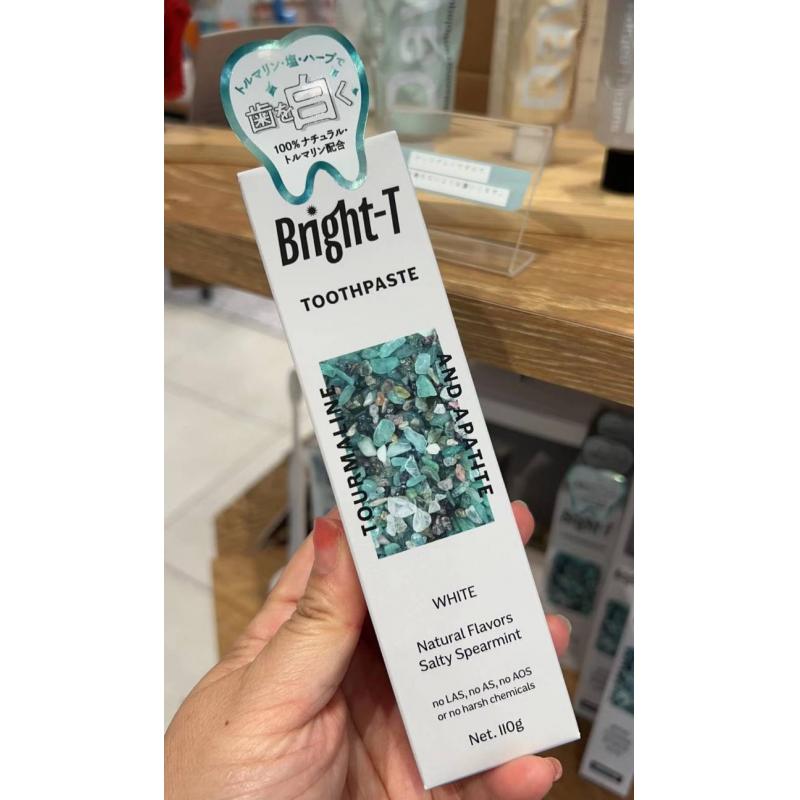 トルマリン・塩・ハーブで
歯を白く
100%ナチュラル・
トルマリン配合
Bright-T
TOOTHPASTE
TOURMALINE
AND APATITE
WHITE
Natural Flavors
Salty Spearmint
no LAS, no AS, no AOS
or no harsh chemicals
Net. 110g
Bright-T